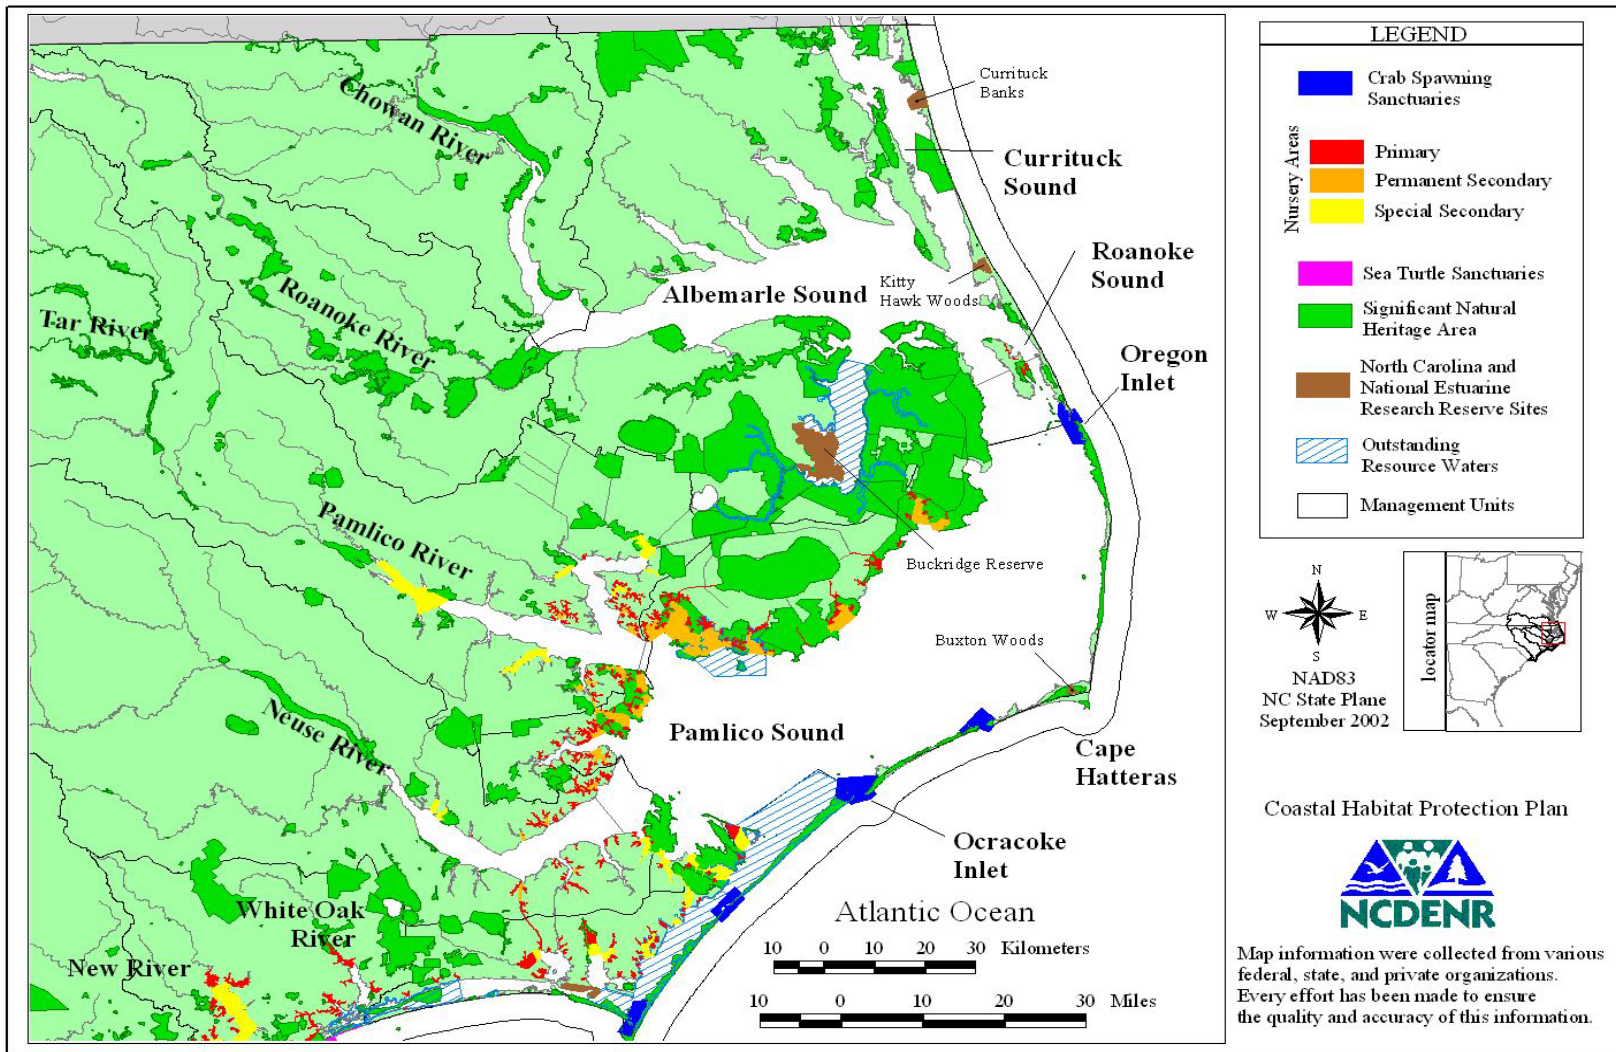 Chowan River
Currituck
Banks
Currituck
Sound
Roanoke
Sound
Kitty
Hawk Woods
Albemarle Sound
Roanoke River
Tar River
Oregon
Inlet
Pamlico River
Buckridge Reserve
Buxton Woods
Neuse River
Pamlico Sound
Cape
Hatteras
Ocracoke
Inlet
White Oak
River
New River
Atlantic Ocean
10 0 10 20 30 Kilometers
10 0 10 20 30 Miles
LEGEND
Crab Spawning
Sanctuaries
Nursery Areas
Primary
Permanent Secondary
Special Secondary
Sea Turtle Sanctuaries
Significant Natural
Heritage Area
North Carolina and
National Estuarine
Research Reserve Sites
Outstanding
Resource Waters
Management Units
N
W E
S
NAD83
NC State Plane
September 2002
locator map
Coastal Habitat Protection Plan
NCDENR
Map information were collected from various
federal, state, and private organizations.
Every effort has been made to ensure
the quality and accuracy of this information.